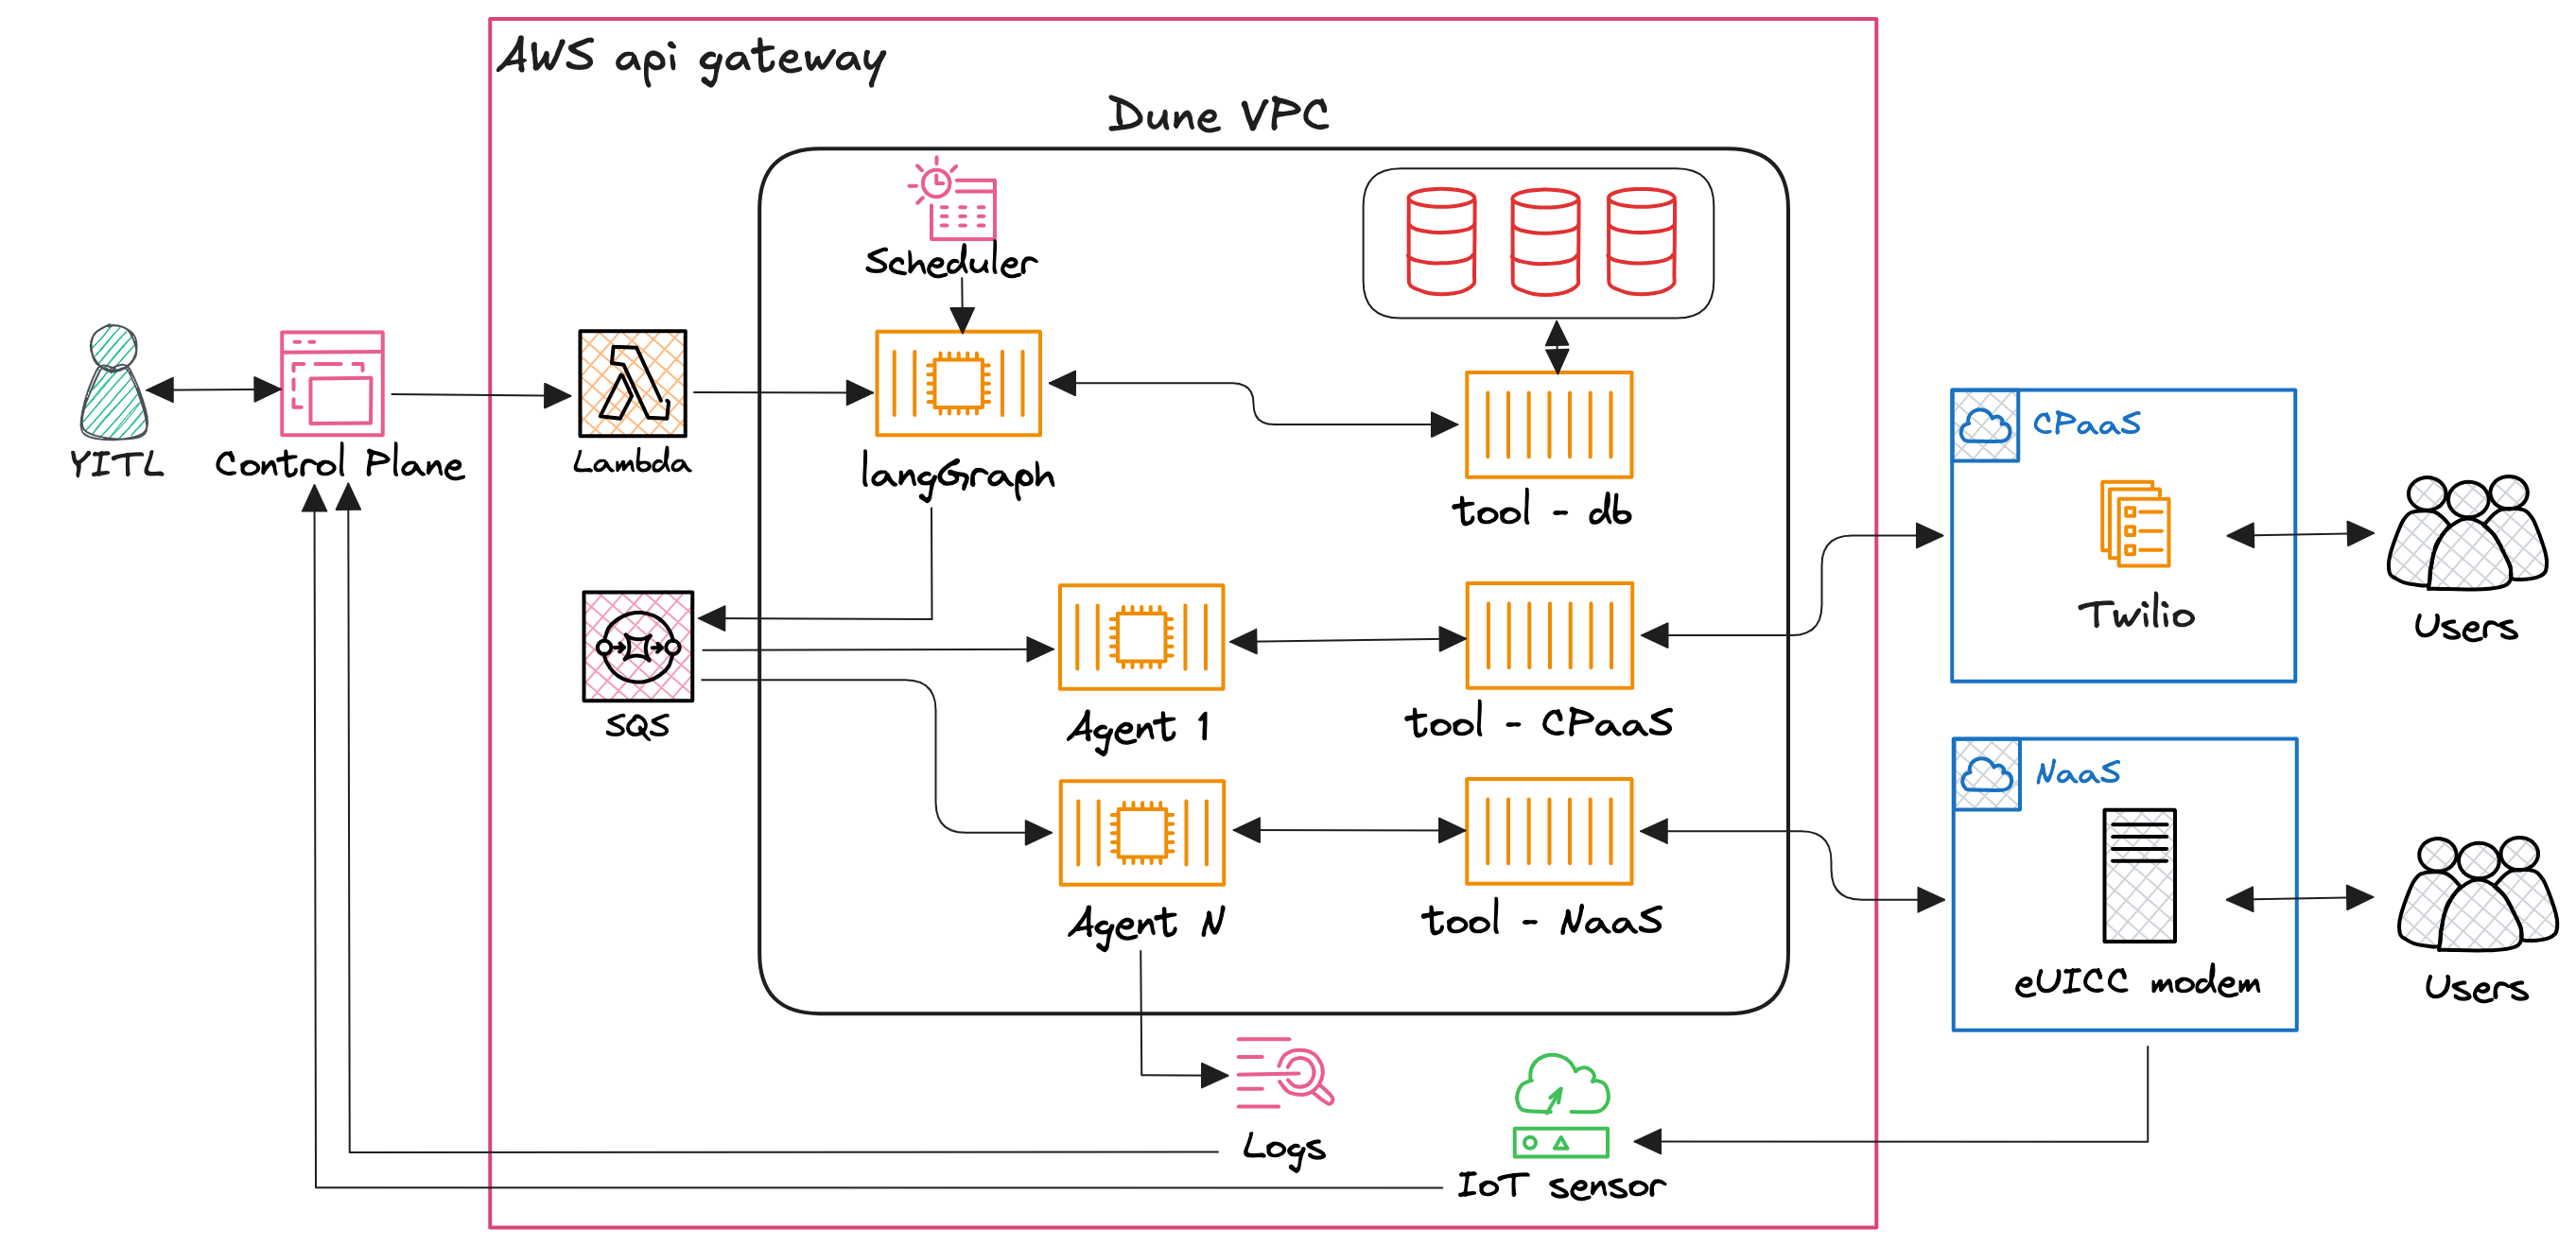 AWS api gateway
Dune VPC
Scheduler
YITL
Control Plane
Lambda
langGraph
tool - db
CPaaS
Twilio
Users
SQS
Agent 1
tool - CPaaS
NaaS
Agent N
tool - NaaS
eUICC modem
Users
Logs
IoT sensor